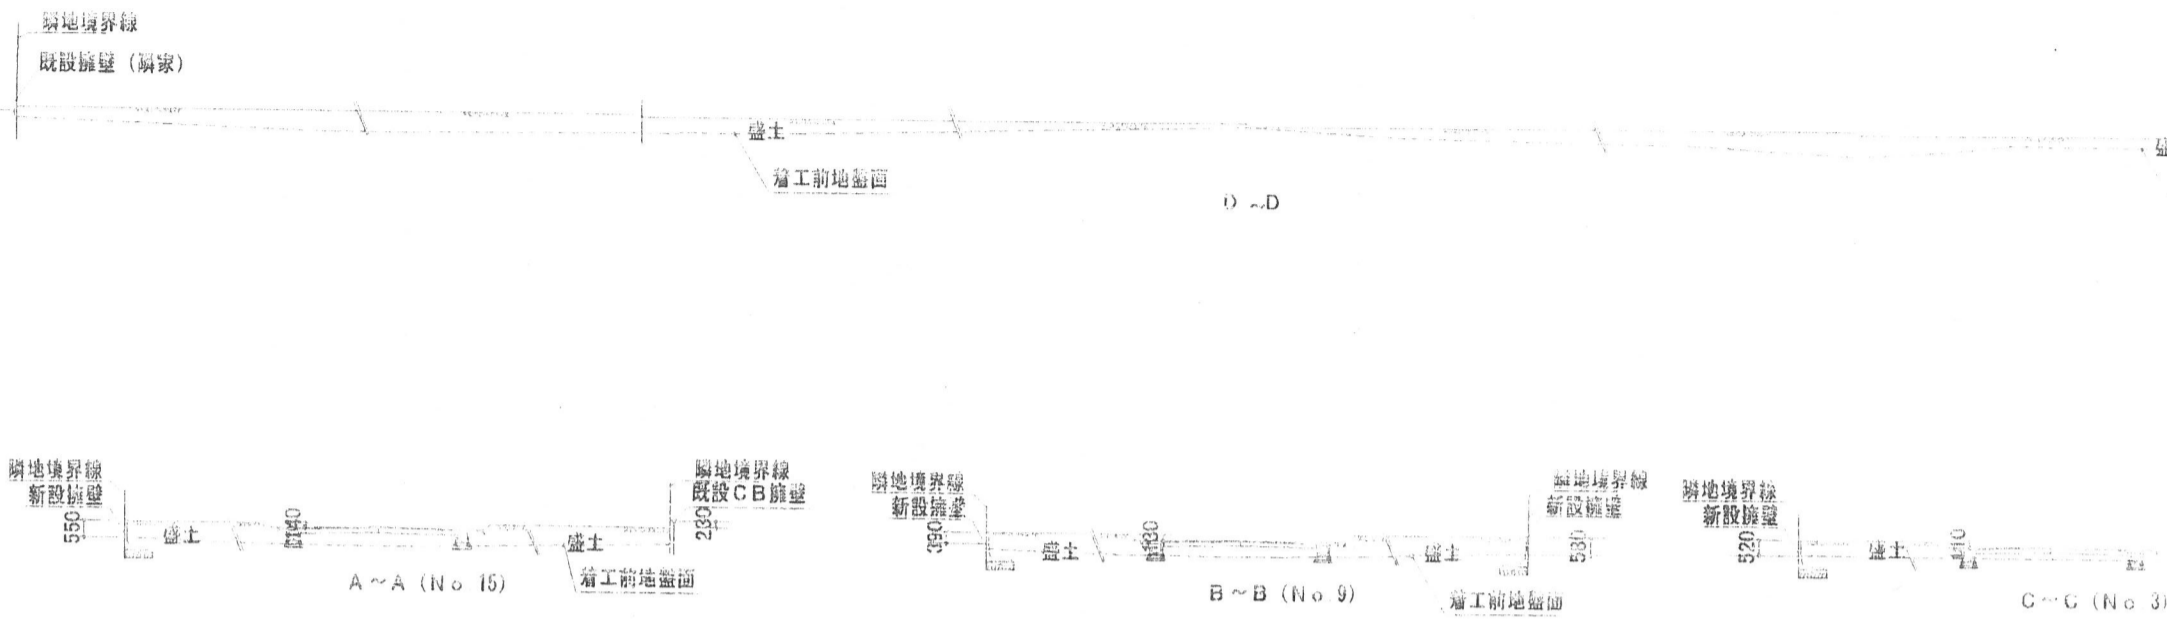 隣地境界線
既設擁壁（隣家）
盛土
着工前地盤面
D～D
隣地境界線
新設擁壁
550
盛土
盛土
隣地境界線
既設CB擁壁
230
着工前地盤面
A～A（No 15）
隣地境界線
新設擁壁
390
盛土
盛土
隣地境界線
新設擁壁
530
着工前地盤面
B～B（No 9）
隣地境界線
新設擁壁
520
盛土
C～C（No 3）